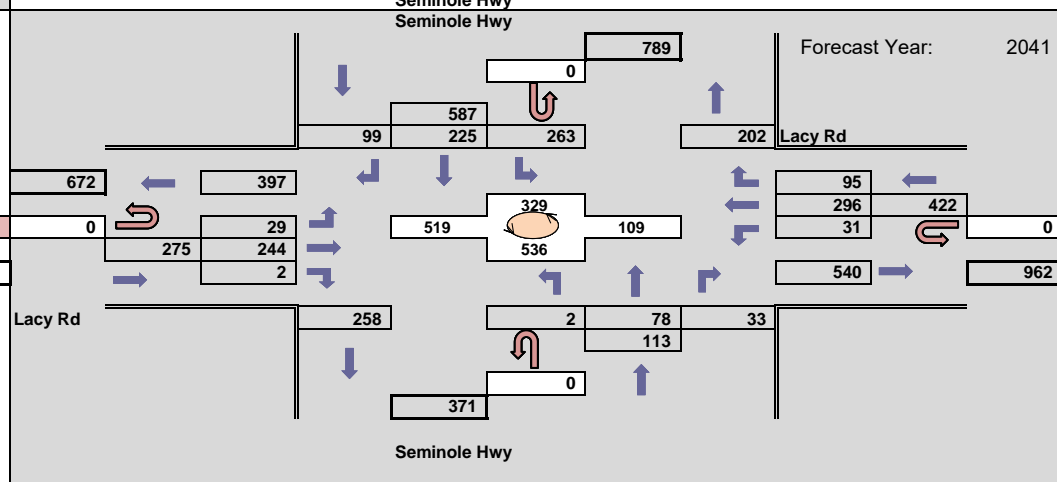 Seminole Hwy
Seminole Hwy
789 Forecast Year: 2041
0
587
99 225 263 202 Lacy Rd
672 397 95
329 296 422
0 29 519 109 31 0
275 244 536
2 540 962
Lacy Rd 258 2 78 33
113
0
371
Seminole Hwy